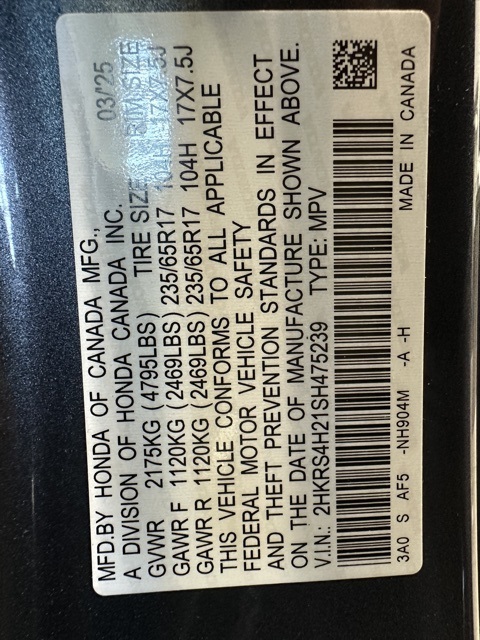 MFD.BY HONDA OF CANADA MFG., 03/'25
A DIVISION OF HONDA CANADA INC.
GVWR 2175KG (4795LBS) TIRE SIZE RIM SIZE
GAWR F 1120KG (2469LBS) 235/65R17 104H 17X7.5J
GAWR R 1120KG (2469LBS) 235/65R17 104H 17X7.5J
THIS VEHICLE CONFORMS TO ALL APPLICABLE
FEDERAL MOTOR VEHICLE SAFETY
AND THEFT PREVENTION STANDARDS IN EFFECT
ON THE DATE OF MANUFACTURE SHOWN ABOVE.
V.I.N.: 2HKRS4H21SH475239 TYPE: MPV
3A0 S AF5 -NH904M -A -H MADE IN CANADA